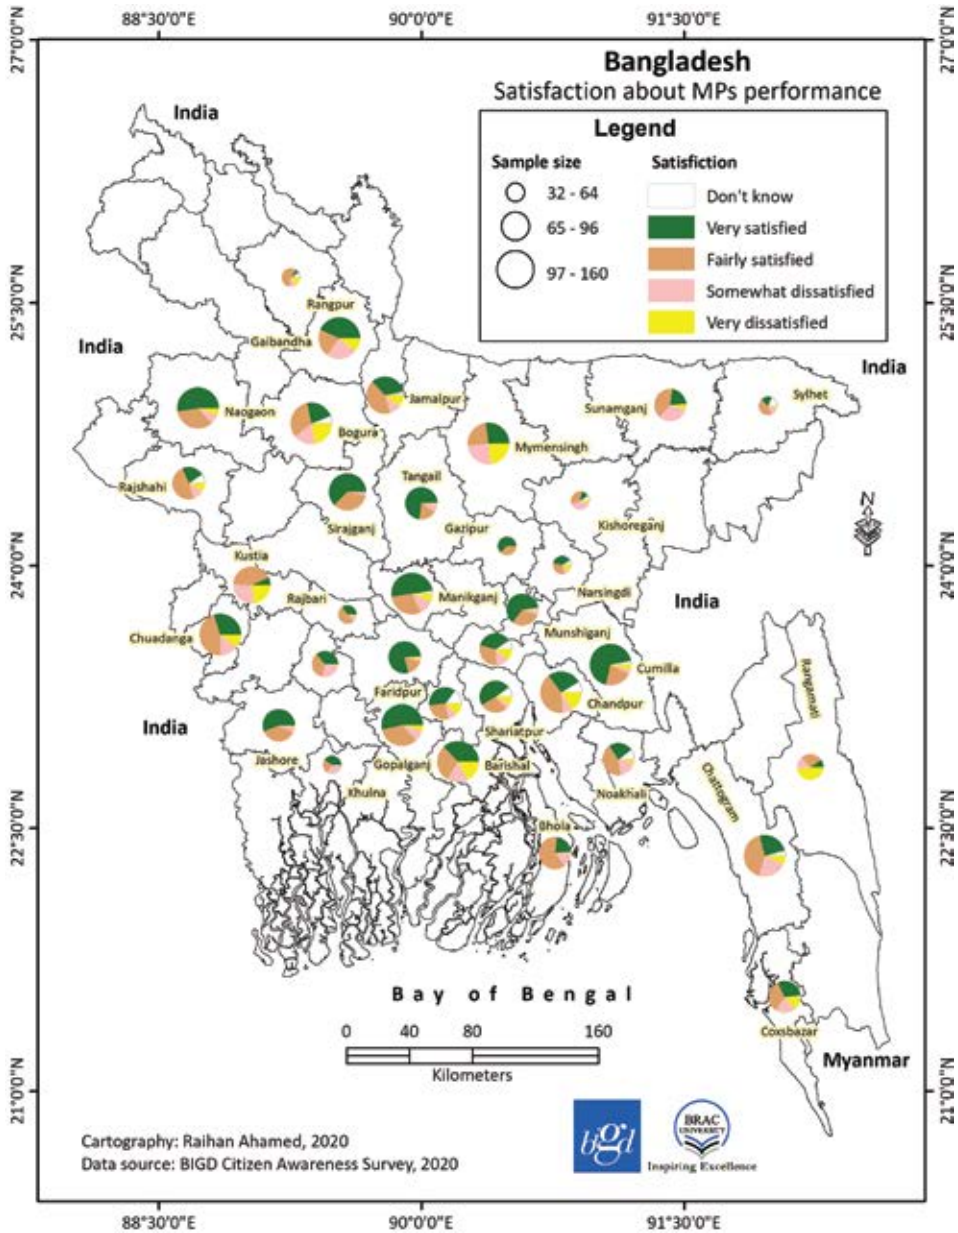 88°30'0"E 90°0'0"E 91°30'0"E
27°0'0"N 27°0'0"N
Bangladesh
Satisfaction about MPs performance
Legend
Sample size Satisfiction
32 - 64
65 - 96
97 - 160
Don't know
Very satisfied
Fairly satisfied
Somewhat dissatisfied
Very dissatisfied
India
25°30'0"N 25°30'0"N
Rangpur
Gaibandha
India
India
Jamalpur
Sunamganj
Sylhet
Naogaon
Bogura
Mymensingh
Rajshahi
Sirajganj
Tangail
Gazipur
Kishoreganj
N
24°0'0"N 24°0'0"N
Kustia
Rajbari
Manikganj
Narsingdi
India
Chuadanga
Munshiganj
Cumilla
Rangamati
India
Faridpur
Chandpur
Jashore
Gopalganj
Shariatpur
Barishal
Khulna
Noakhali
Chattogram
22°30'0"N 22°30'0"N
Bhola
Bay of Bengal
Coxsbazar
Myanmar
0 40 80 160
Kilometers
21°0'0"N 21°0'0"N
Cartography: Raihan Ahamed, 2020
Data source: BIGD Citizen Awareness Survey, 2020
bgd
BRAC
UNIVERSITY
Inspiring Excellence
88°30'0"E 90°0'0"E 91°30'0"E